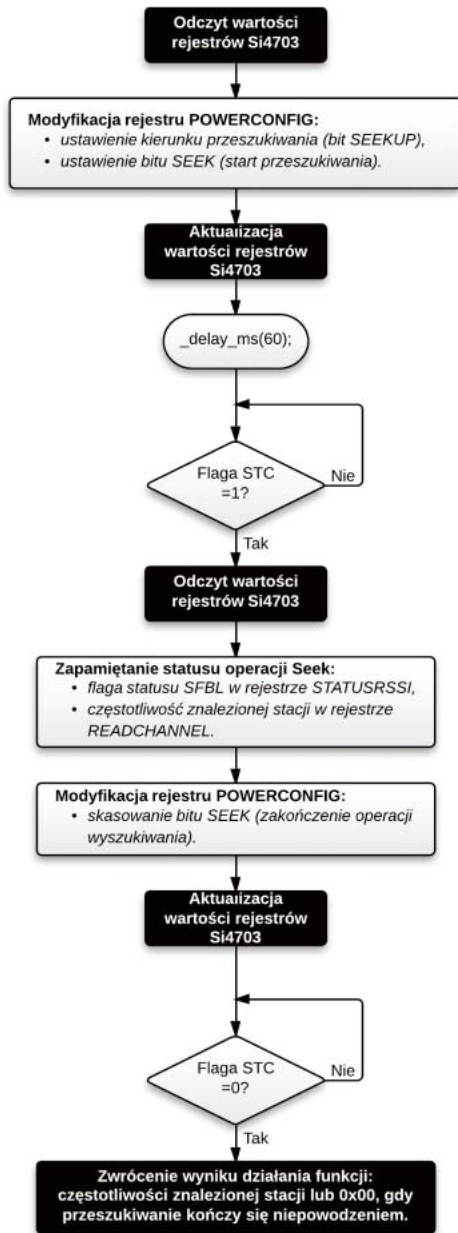 Odczyt wartości
rejestrów Si4703
Modyfikacja rejestru POWERCONFIG:
• ustawienie kierunku przeszukiwania (bit SEEKUP),
• ustawienie bitu SEEK (start przeszukiwania).
Aktualizacja
wartości rejestrów
Si4703
_delay_ms(60);
Flaga STC
=1?
Nie
Tak
Odczyt wartości
rejestrów Si4703
Zapamiętanie statusu operacji Seek:
• flaga statusu SFBL w rejestrze STATUSRSSI,
• częstotliwość znalezionej stacji w rejestrze
READCHANNEL.
Modyfikacja rejestru POWERCONFIG:
• skasowanie bitu SEEK (zakończenie operacji
wyszukiwania).
Aktualizacja
wartości rejestrów
Si4703
Flaga STC
=0?
Nie
Tak
Zwrócenie wyniku działania funkcji:
częstotliwości znalezionej stacji lub 0x00, gdy
przeszukiwanie kończy się niepowodzeniem.